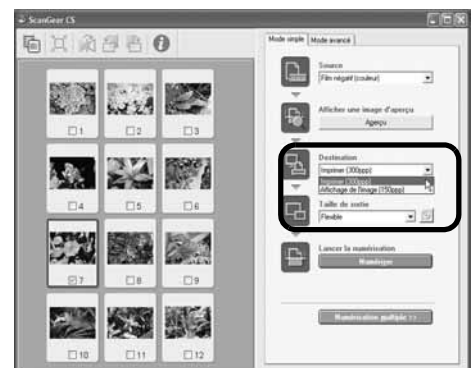 ScanGear CS
Mode simple
Mode avancé
1
2
3
4
5
6
7
8
9
10
11
12
Source
Film négatif (couleur)
Afficher une image d'aperçu
Aperçu
Destination
Imprimer (300ppp)
Imprimer (300ppp)
Affichage de l'image (150ppp)
Taille de sortie
Flexible
Lancer la numérisation
Numériser
Numérisation multiple >>